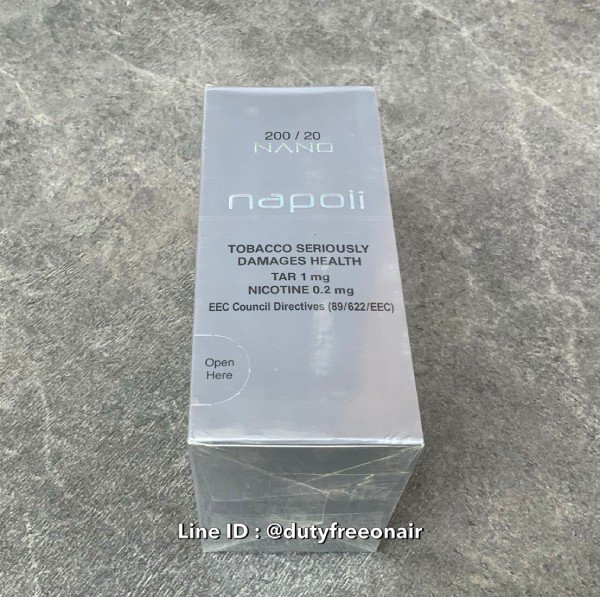 200 / 20
NANO
napoli
TOBACCO SERIOUSLY
DAMAGES HEALTH
TAR 1 mg
NICOTINE 0.2 mg
EEC Council Directives (89/622/EEC)
Open
Here
Line ID : @dutyfreeonair